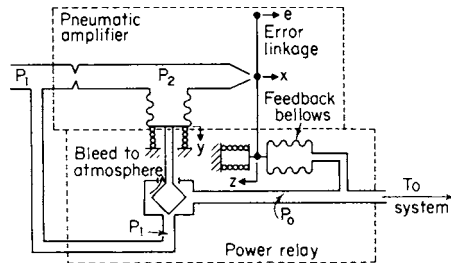 Pneumatic
amplifier
e
Error
linkage
P1
P2
x
Feedback
bellows
y
Bleed to
atmosphere
z
To
system
Po
P1
Power relay